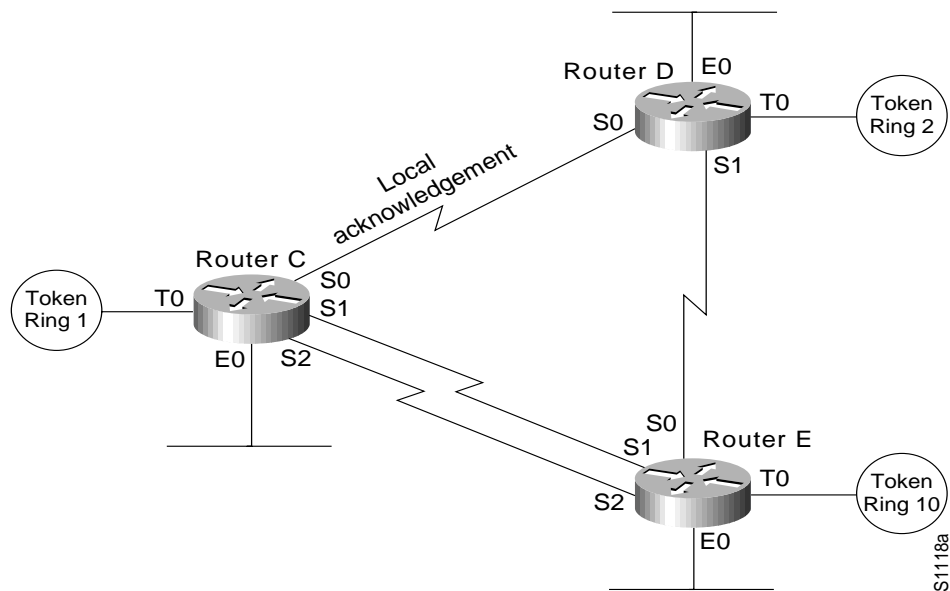 Router D
E0
T0
Token
Ring 2
S0
S1
Local
acknowledgement
Router C
S0
S1
Token
Ring 1
T0
E0
S2
S0
Router E
S1
T0
Token
Ring 10
S2
E0
S1118a